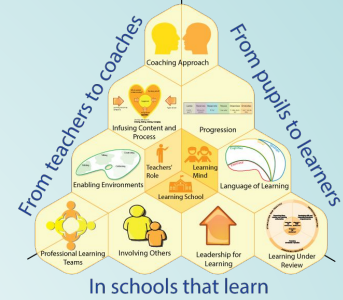 From teachers to coaches
From pupils to learners
Coaching Approach
Infusing Content and
Process
Progression
Enabling Environments
Teachers'
Role
Learning
Mind
Language of Learning
Learning School
Professional Learning
Teams
Involving Others
Leadership for
Learning
Learning Under
Review
In schools that learn